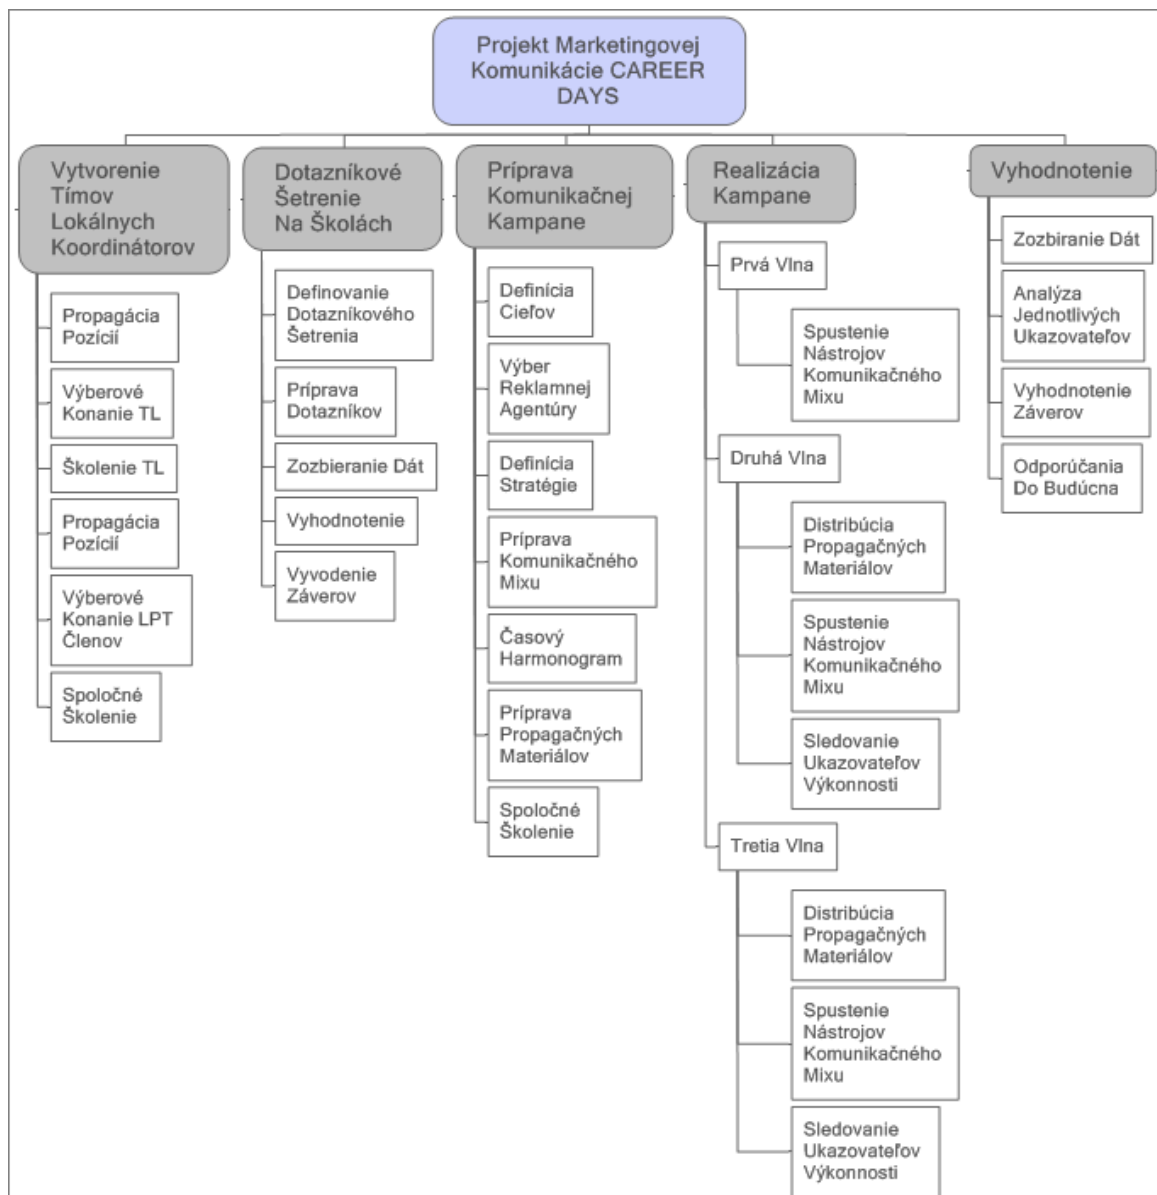 Projekt Marketingovej
Komunikácie CAREER
DAYS
Vytvorenie
Tímov
Lokálnych
Koordinátorov
Propagácia
Pozícií
Výberové
Konanie TL
Školenie TL
Propagácia
Pozícií
Výberové
Konanie LPT
Členov
Spoločné
Školenie
Dotazníkové
Šetrenie
Na Školách
Definovanie
Dotazníkového
Šetrenia
Príprava
Dotazníkov
Zozbieranie Dát
Vyhodnotenie
Vyvodenie
Záverov
Príprava
Komunikačnej
Kampane
Definícia
Cieľov
Výber
Reklamnej
Agentúry
Definícia
Stratégie
Príprava
Komunikačného
Mixu
Časový
Harmonogram
Príprava
Propagačných
Materiálov
Spoločné
Školenie
Realizácia
Kampane
Prvá Vlna
Spustenie
Nástrojov
Komunikačného
Mixu
Druhá Vlna
Distribúcia
Propagačných
Materiálov
Spustenie
Nástrojov
Komunikačného
Mixu
Sledovanie
Ukazovateľov
Výkonnosti
Tretia Vlna
Distribúcia
Propagačných
Materiálov
Spustenie
Nástrojov
Komunikačného
Mixu
Sledovanie
Ukazovateľov
Výkonnosti
Vyhodnotenie
Zozbiranie Dát
Analýza
Jednotlivých
Ukazovateľov
Vyhodnotenie
Záverov
Odporúčania
Do Budúcna